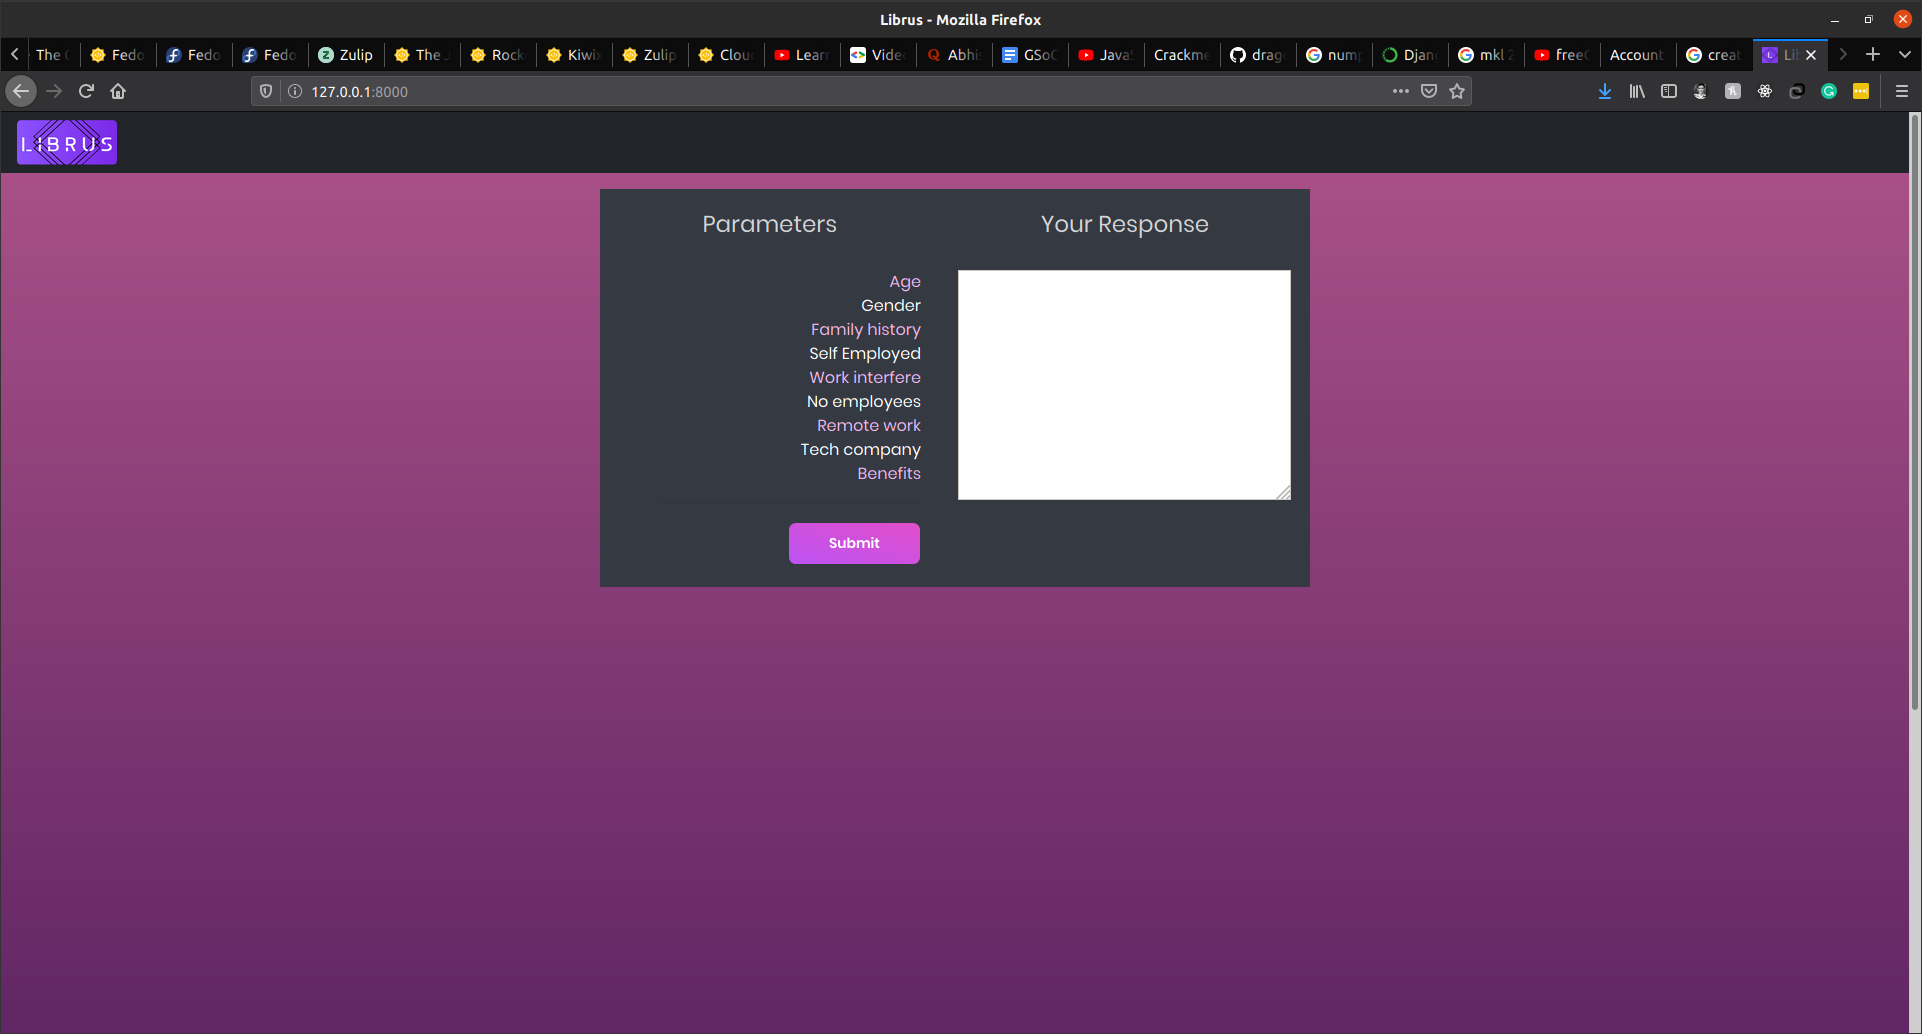 Librus - Mozilla Firefox
The Fedo Fedo Fedo Zulip The Rock Kiwi Zulip Clou Lear Vide Abhi GSoC Java Crackme drag num Djan mkl free Account creat Li
127.0.0.1:8000
LIBRUS
Parameters
Your Response
Age
Gender
Family history
Self Employed
Work interfere
No employees
Remote work
Tech company
Benefits
Submit